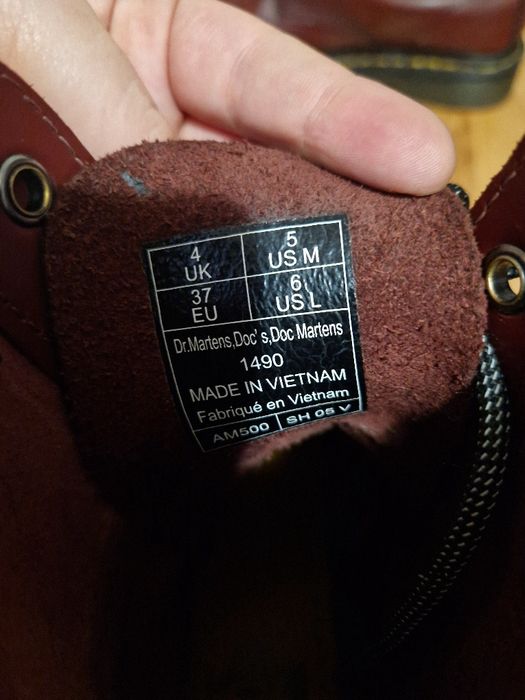 4 5
UK US M
37 6
EU US L
Dr.Martens,Doc's,Doc Martens
1490
MADE IN VIETNAM
Fabriqué en Vietnam
AM500 SH 05 V